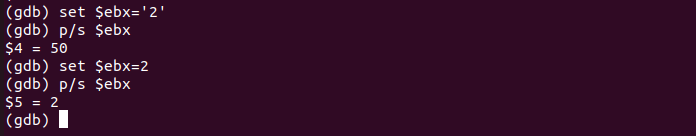 (gdb) set $ebx='2'
(gdb) p/s $ebx
$4 = 50
(gdb) set $ebx=2
(gdb) p/s $ebx
$5 = 2
(gdb)